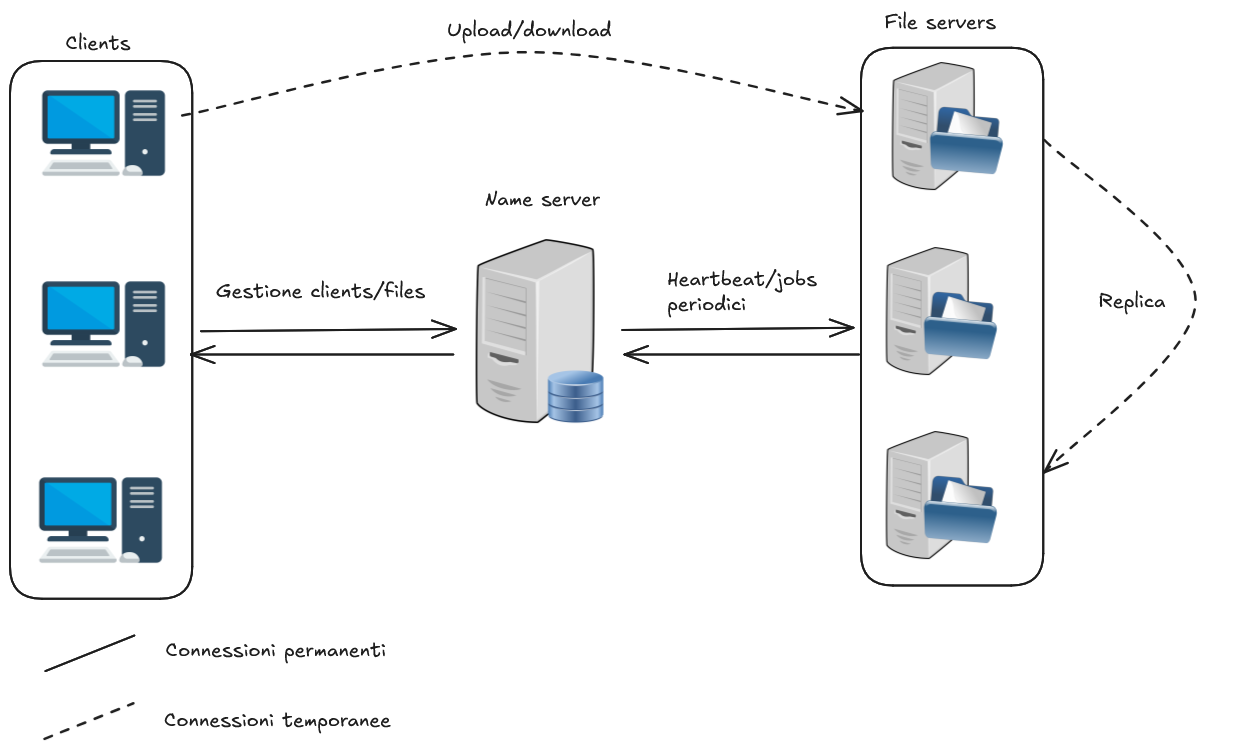 Upload/download
File servers
Clients
Name server
Gestione clients/files
Heartbeat/jobs
periodici
Replica
Connessioni permanenti
Connessioni temporanee